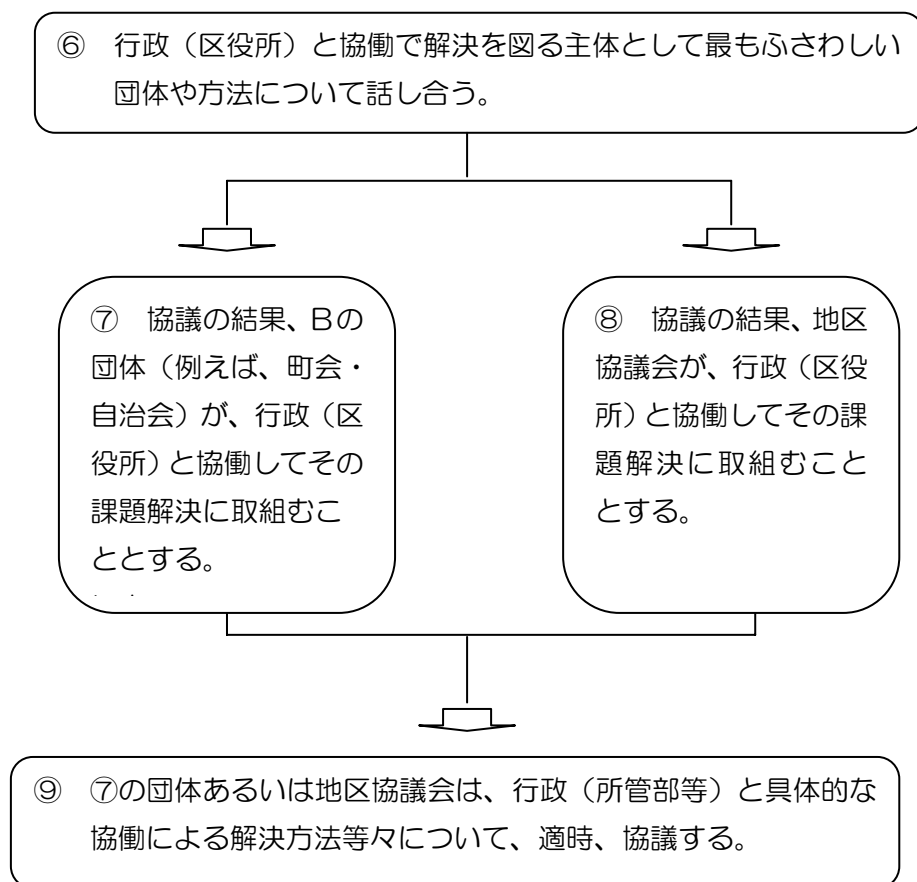 ⑥　行政（区役所）と協働で解決を図る主体として最もふさわしい
団体や方法について話し合う。
⑦　協議の結果、Ｂの
団体（例えば、町会・
自治会）が、行政（区
役所）と協働してその
課題解決に取組むこ
ととする。
⑧　協議の結果、地区
協議会が、行政（区役
所）と協働してその課
題解決に取組むこと
とする。
⑨　⑦の団体あるいは地区協議会は、行政（所管部等）と具体的な
協働による解決方法等々について、適時、協議する。